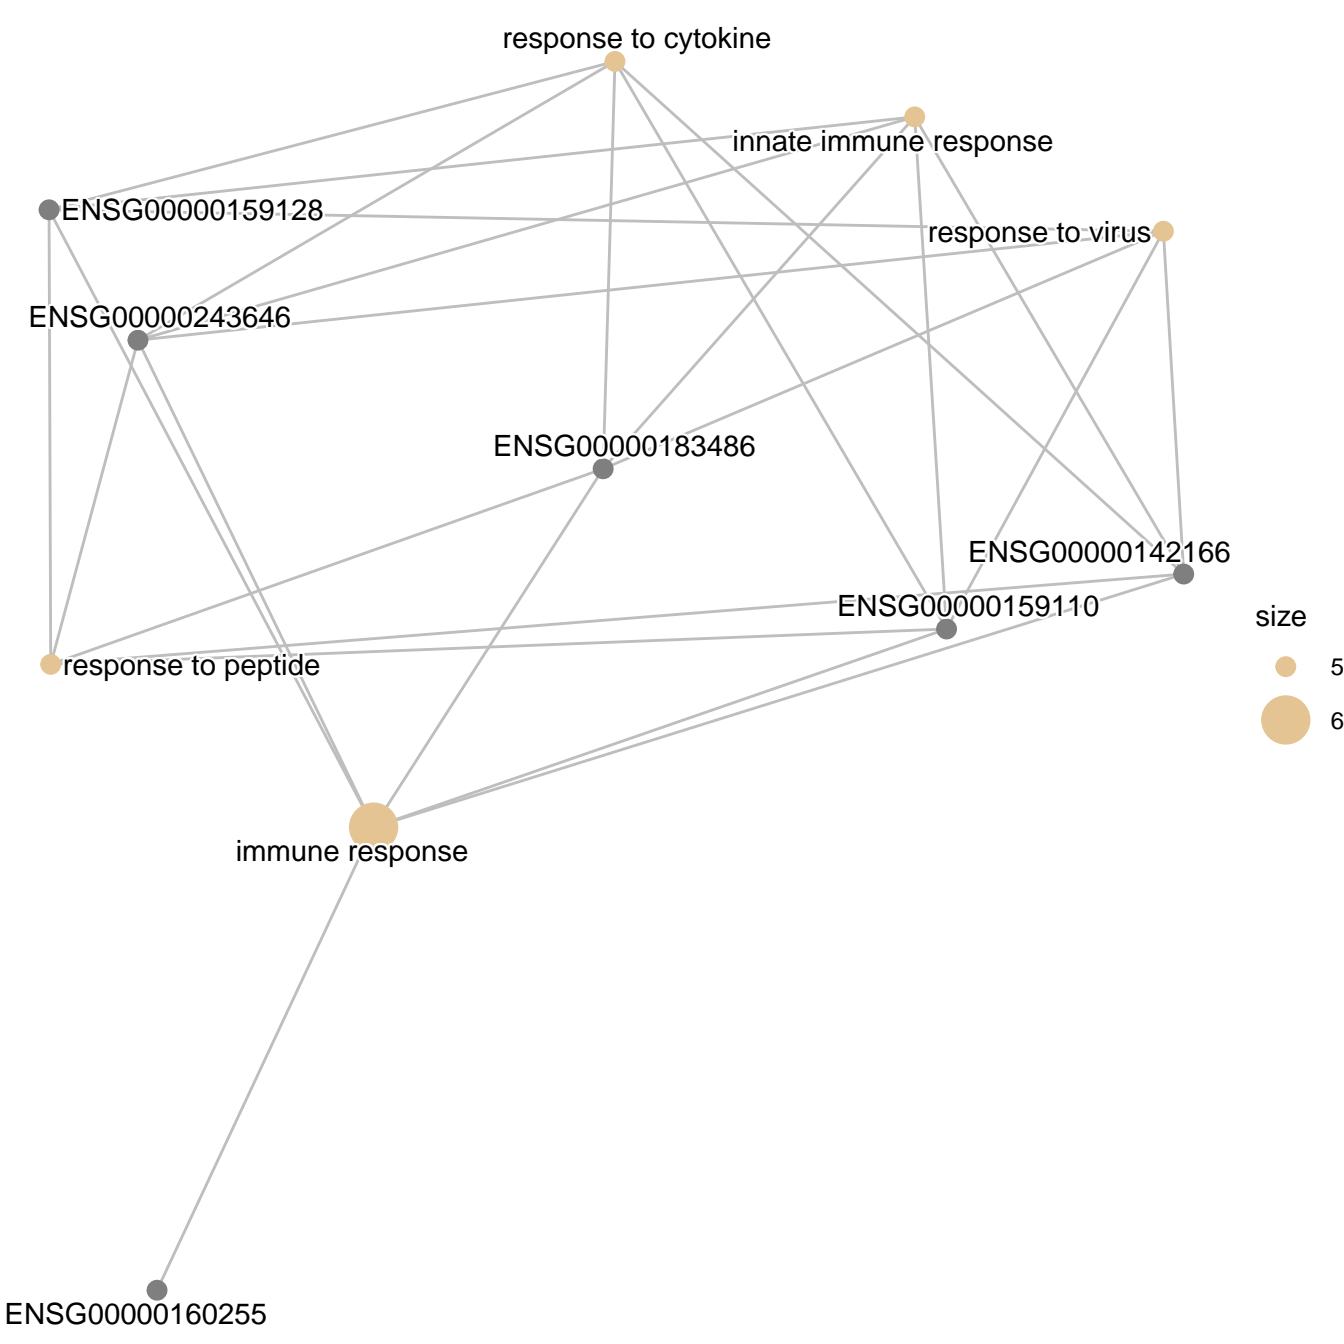 response to cytokine
innate immune response
ENSG00000159128
response to virus
ENSG00000243646
ENSG00000183486
ENSG00000142166
ENSG00000159110
size
response to peptide
5
6
immune response
ENSG00000160255